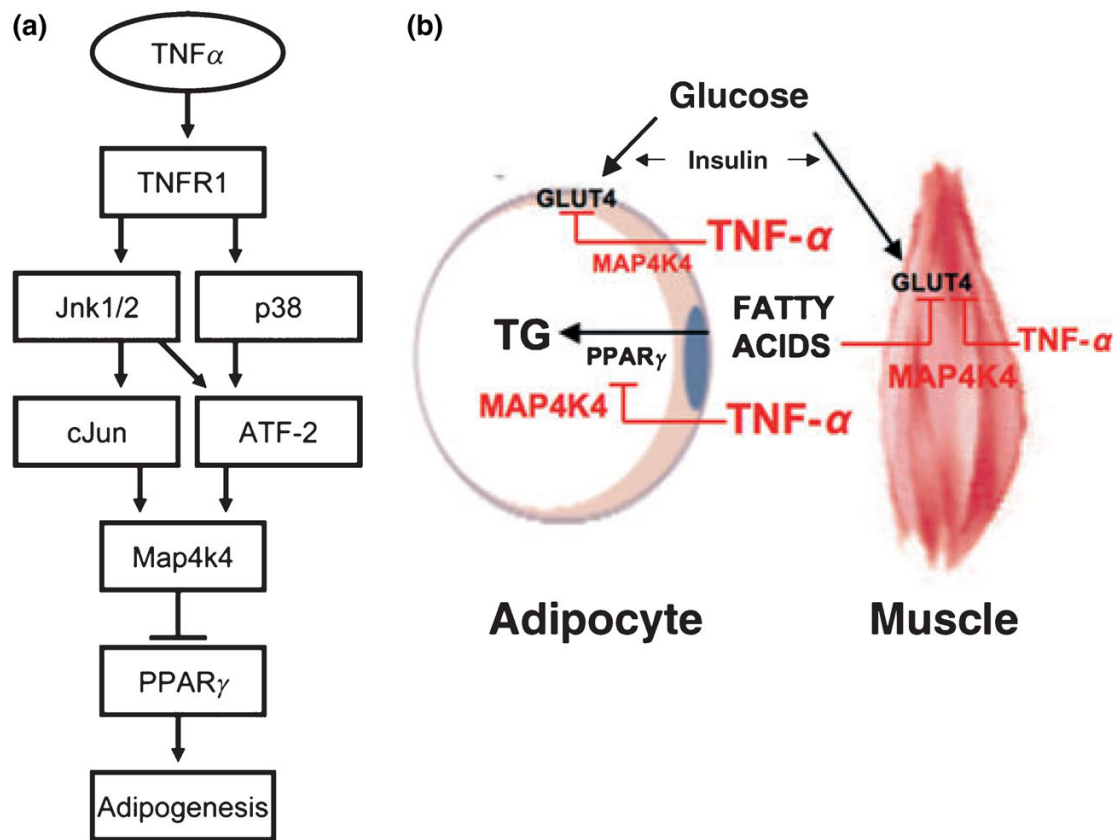 (a)
TNFα
TNFR1
Jnk1/2
p38
cJun
ATF-2
Map4k4
PPARγ
Adipogenesis
(b)
Glucose
Insulin
GLUT4
TNF-α
MAP4K4
GLUT4
FATTY
ACIDS
TG
PPARγ
TNF-α
MAP4K4
MAP4K4
TNF-α
Adipocyte
Muscle